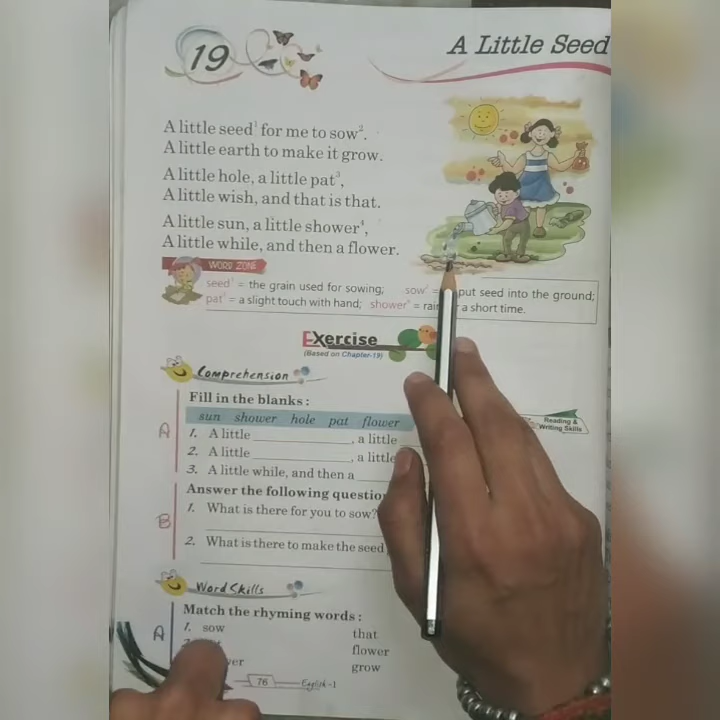 19
A Little Seed
A little seed¹ for me to sow².
A little earth to make it grow.
A little hole, a little pat³,
A little wish, and that is that.
A little sun, a little shower⁴,
A little while, and then a flower.
WORD ZONE
seed¹ = the grain used for sowing; sow² = put seed into the ground;
pat³ = a slight touch with hand; shower⁴ = a short time.
Exercise
(Based on Chapter-19)
Comprehension
Fill in the blanks :
sun shower hole pat flower
Reading &
Writing Skills
A
1. A little ____________, a little
2. A little ____________, a little
3. A little while, and then a
B
Answer the following
1. What is there for you to sow?
2. What is there to make the seed
Word Skills
A
Match the rhyming words :
1. sow
that
flower
grow
76
English-1